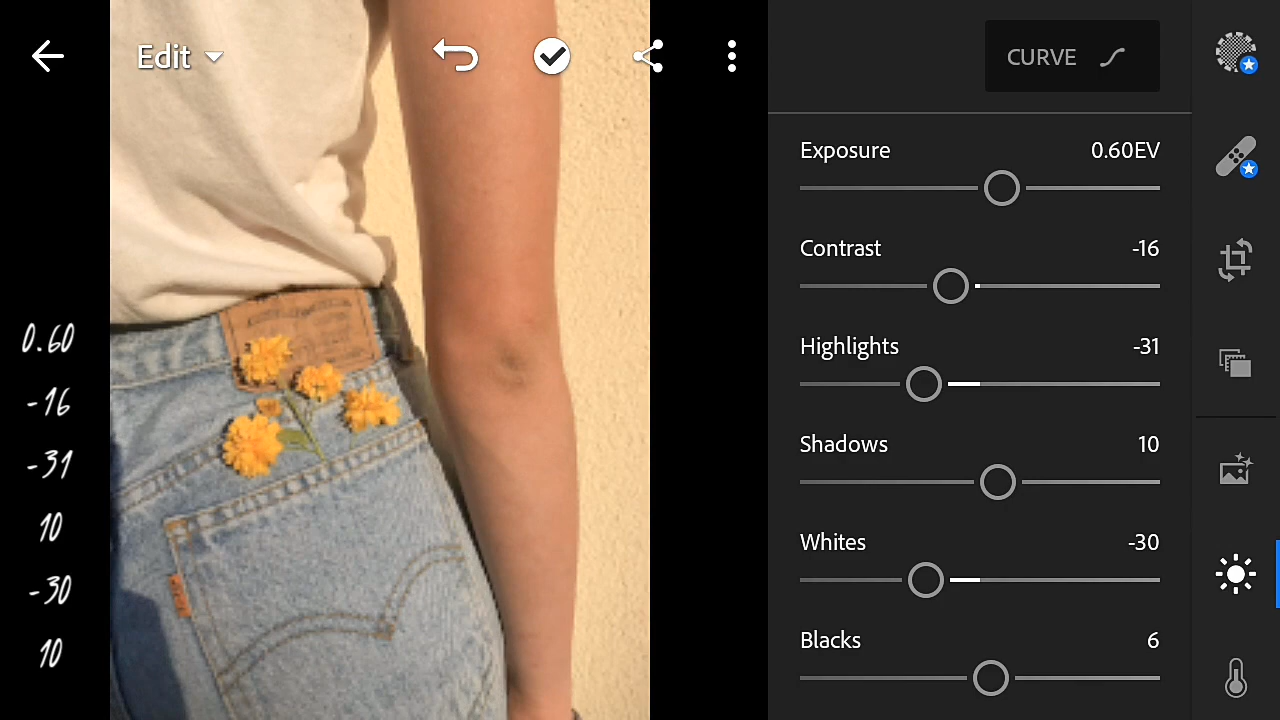 Edit
CURVE
Exposure 0.60EV
Contrast -16
Highlights -31
Shadows 10
Whites -30
Blacks 6
0.60
-16
-31
10
-30
10